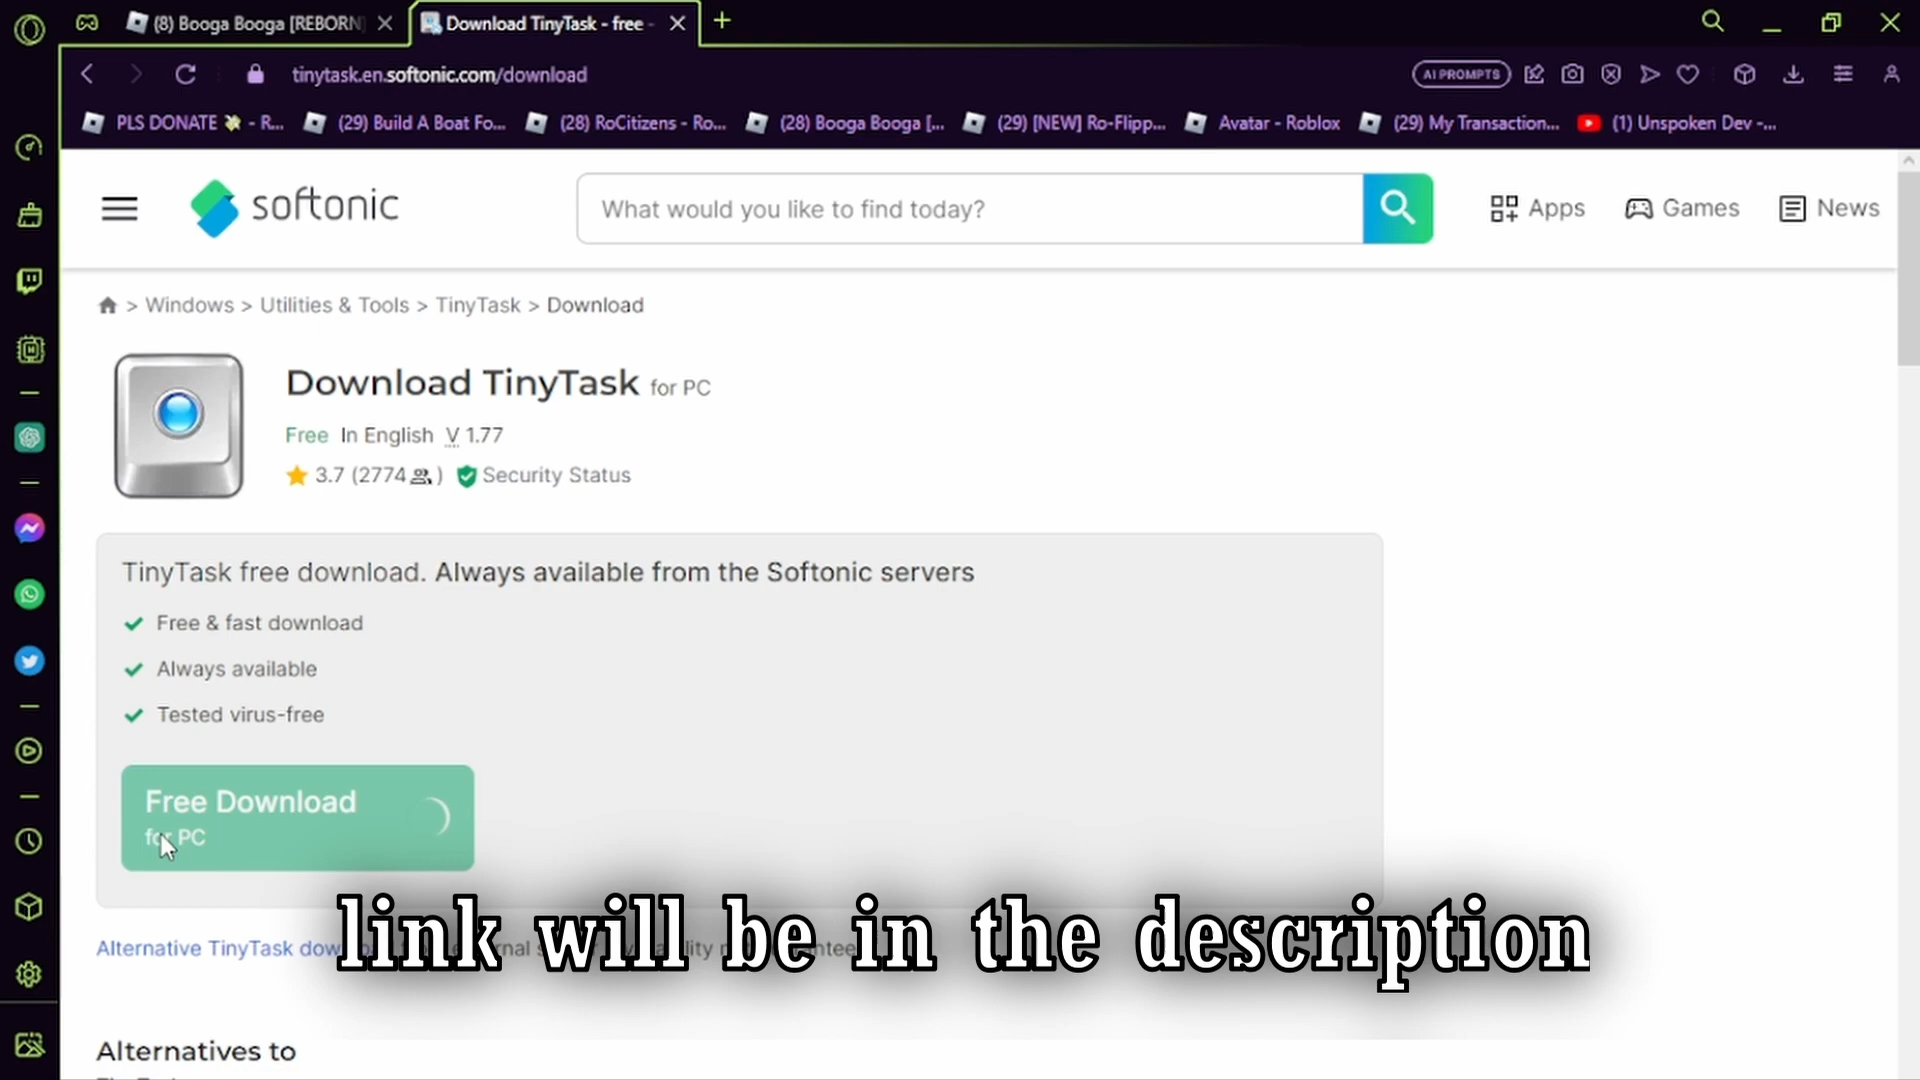 (8) Booga Booga [REBORN]
Download TinyTask - free -
tinytask.en.softonic.com/download
AI PROMPTS
PLS DONATE - R...
(29) Build A Boat Fo...
(28) RoCitizens - Ro...
(28) Booga Booga [...
(29) [NEW] Ro-Flipp...
Avatar - Roblox
(29) My Transaction...
(1) Unspoken Dev -...
softonic
What would you like to find today?
Apps
Games
News
> Windows > Utilities & Tools > TinyTask > Download
Download TinyTask for PC
Free In English V 1.77
3.7 (2774 )
Security Status
TinyTask free download. Always available from the Softonic servers
Free & fast download
Always available
Tested virus-free
Free Download
for PC
Alternative TinyTask
link will be in the description
Alternatives to